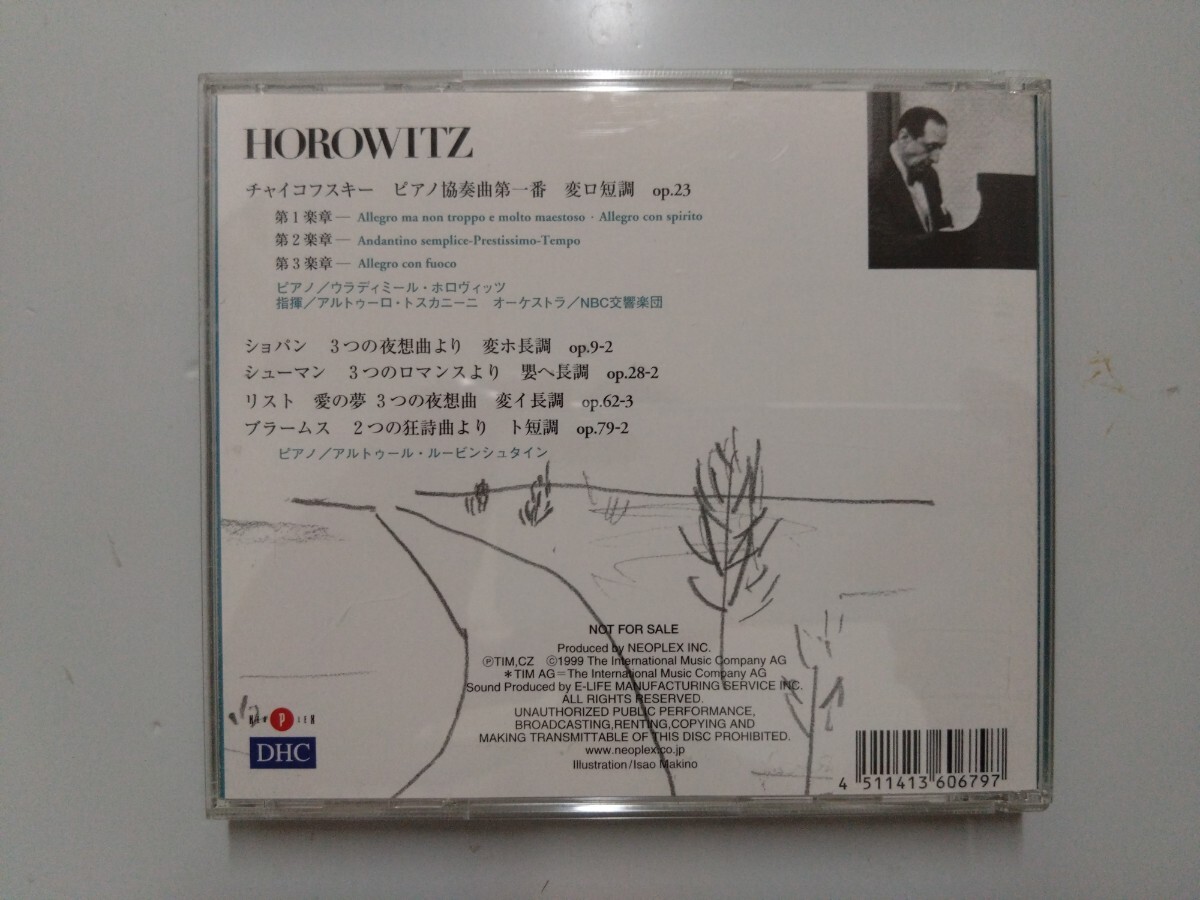 HOROWITZ
チャイコフスキー　ピアノ協奏曲第一番　変ロ短調　op.23
第1楽章― Allegro ma non troppo e molto maestoso · Allegro con spirito
第2楽章― Andantino semplice-Prestissimo-Tempo
第3楽章― Allegro con fuoco
ピアノ／ウラディミール・ホロヴィッツ
指揮／アルトゥーロ・トスカニーニ　オーケストラ／NBC交響楽団
ショパン　3つの夜想曲より　変ホ長調　op.9-2
シューマン　3つのロマンスより　嬰ヘ長調　op.28-2
リスト　愛の夢 3つの夜想曲　変イ長調　op.62-3
ブラームス　2つの狂詩曲より　ト短調　op.79-2
ピアノ／アルトゥール・ルービンシュタイン
NOT FOR SALE
Produced by NEOPLEX INC.
ⓅTIM,CZ　©1999 The International Music Company AG
＊TIM AG＝The International Music Company AG
Sound Produced by E-LIFE MANUFACTURING SERVICE INC.
ALL RIGHTS RESERVED.
UNAUTHORIZED PUBLIC PERFORMANCE,
BROADCASTING,RENTING,COPYING AND
MAKING TRANSMITTABLE OF THIS DISC PROHIBITED.
www.neoplex.co.jp
Illustration/Isao Makino
DHC
4 511413 606797